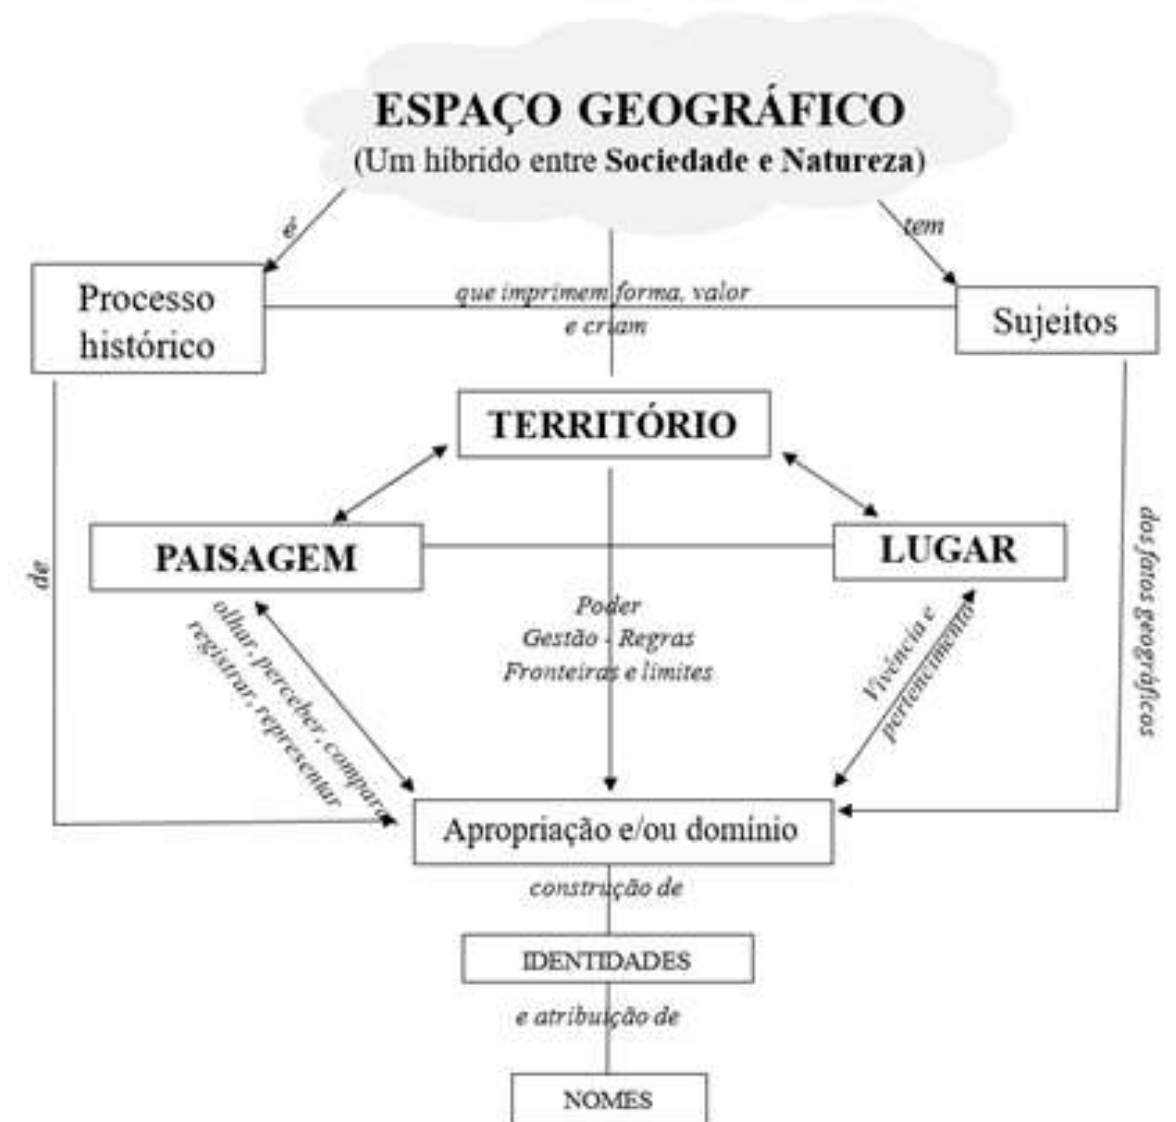 ESPAÇO GEOGRÁFICO
(Um híbrido entre Sociedade e Natureza)
é
tem
Processo
histórico
que imprimem forma, valor
e criam
Sujeitos
TERRITÓRIO
PAISAGEM
LUGAR
de
olhar, perceber, comparar
registrar, representar
Poder
Gestão - Regras
Fronteiras e limites
Vivência e
pertencimento
dos fatos geográficos
Apropriação e/ou domínio
construção de
IDENTIDADES
e atribuição de
NOMES